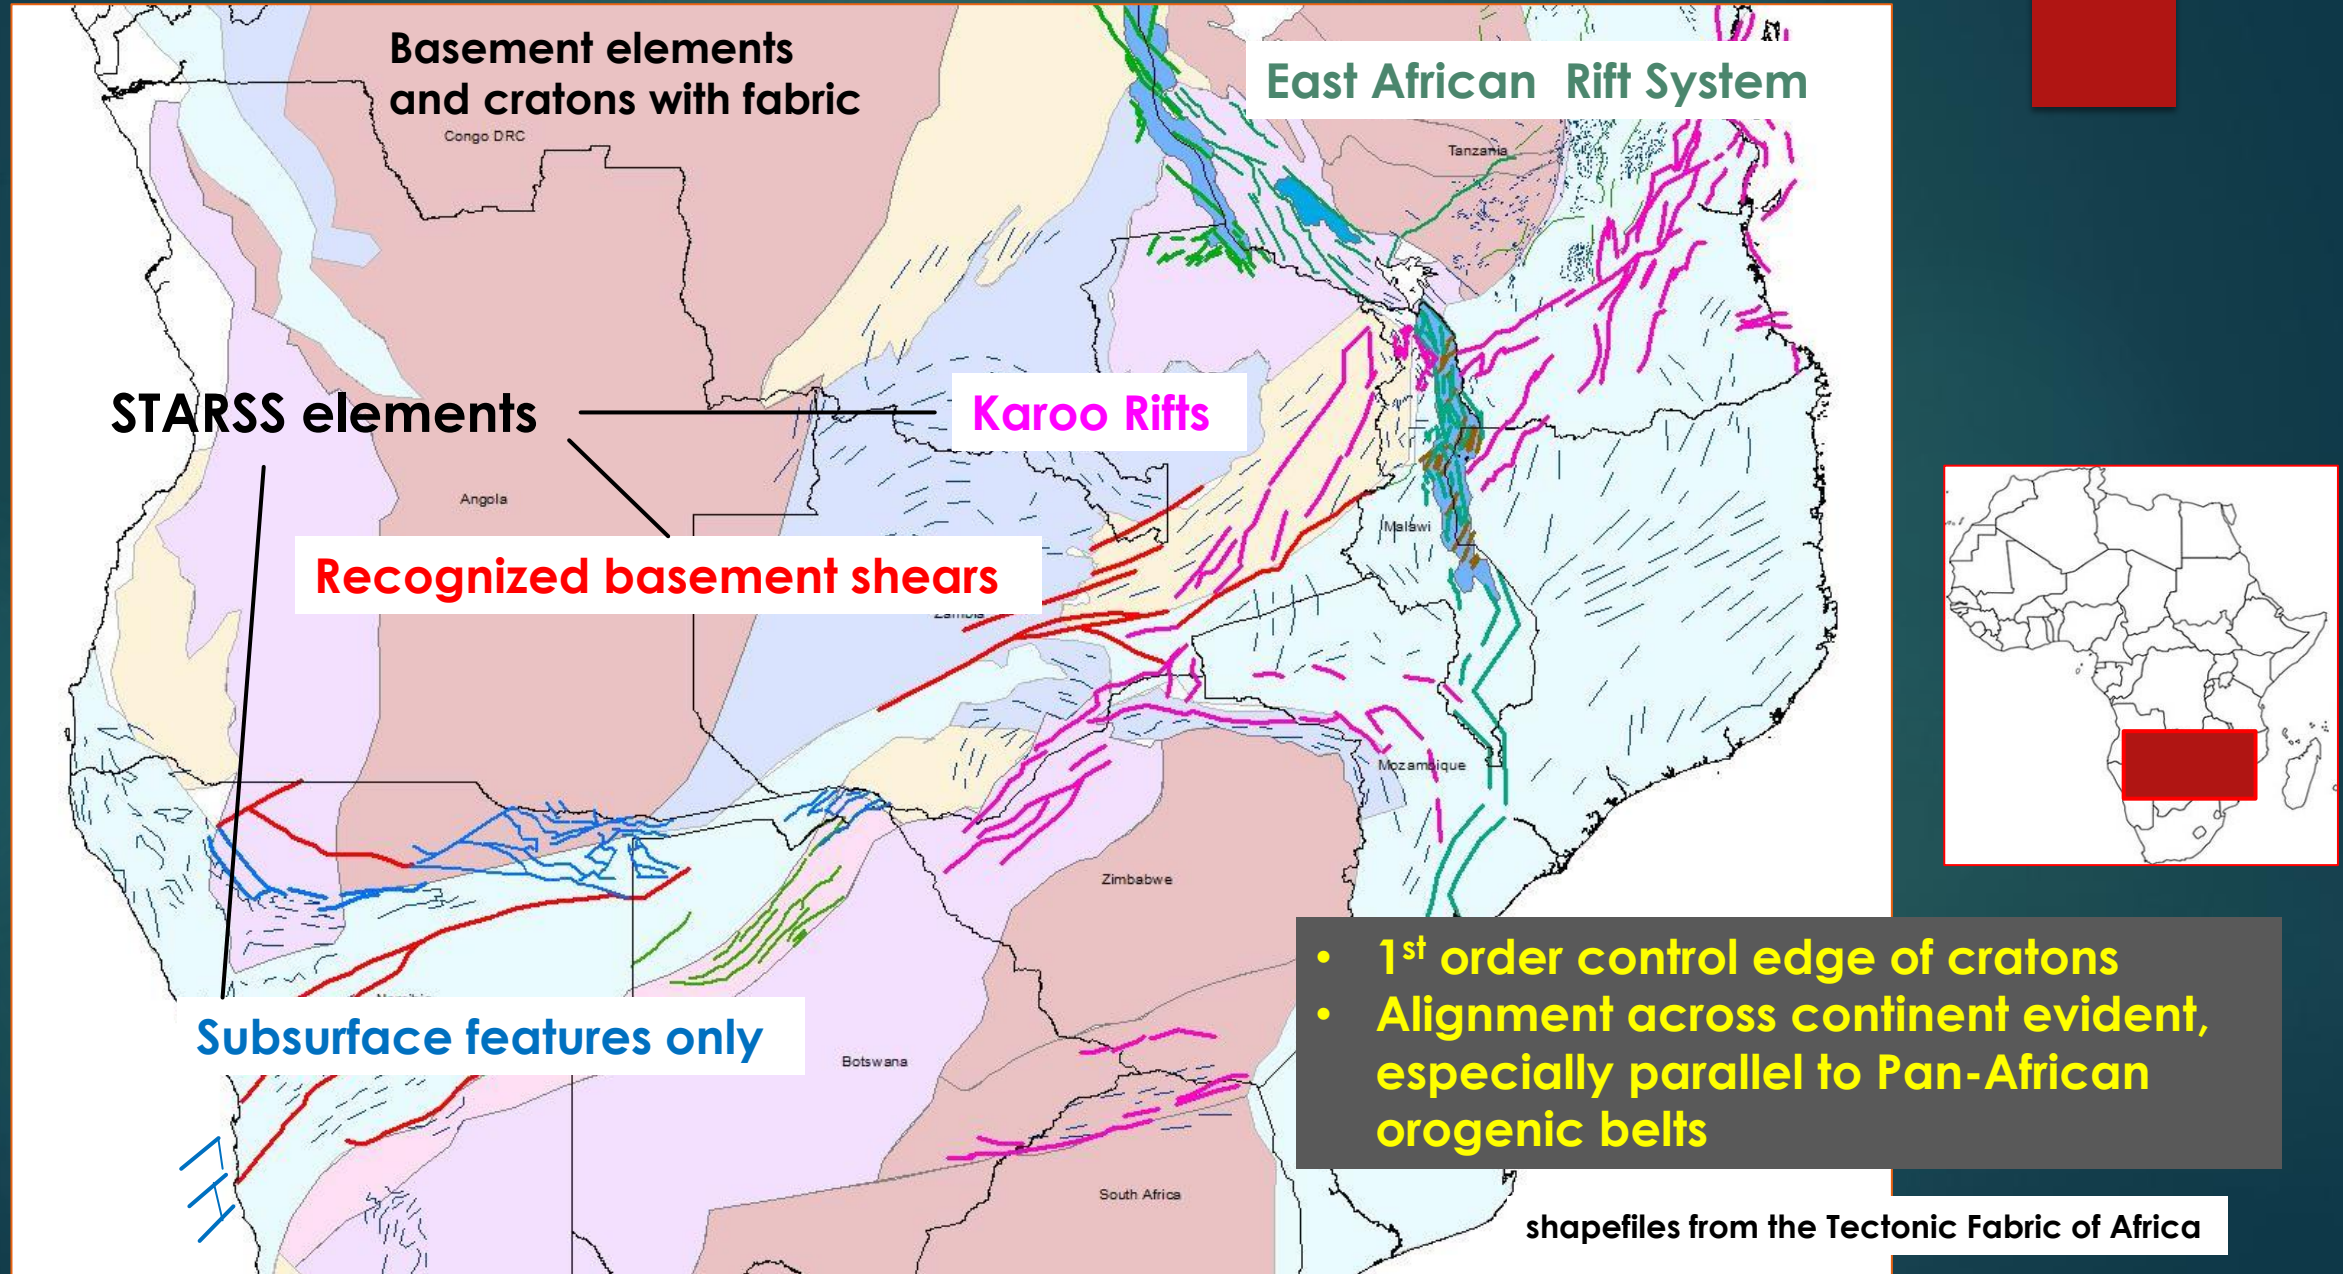 Basement elements
and cratons with fabric
Congo DRC
East African Rift System
Tanzania
STARSS elements
Karoo Rifts
Angola
Malawi
Recognized basement shears
Zambia
Mozambique
Zimbabwe
• 1st order control edge of cratons
• Alignment across continent evident,
especially parallel to Pan-African
orogenic belts
Namibia
Subsurface features only
Botswana
South Africa
shapefiles from the Tectonic Fabric of Africa